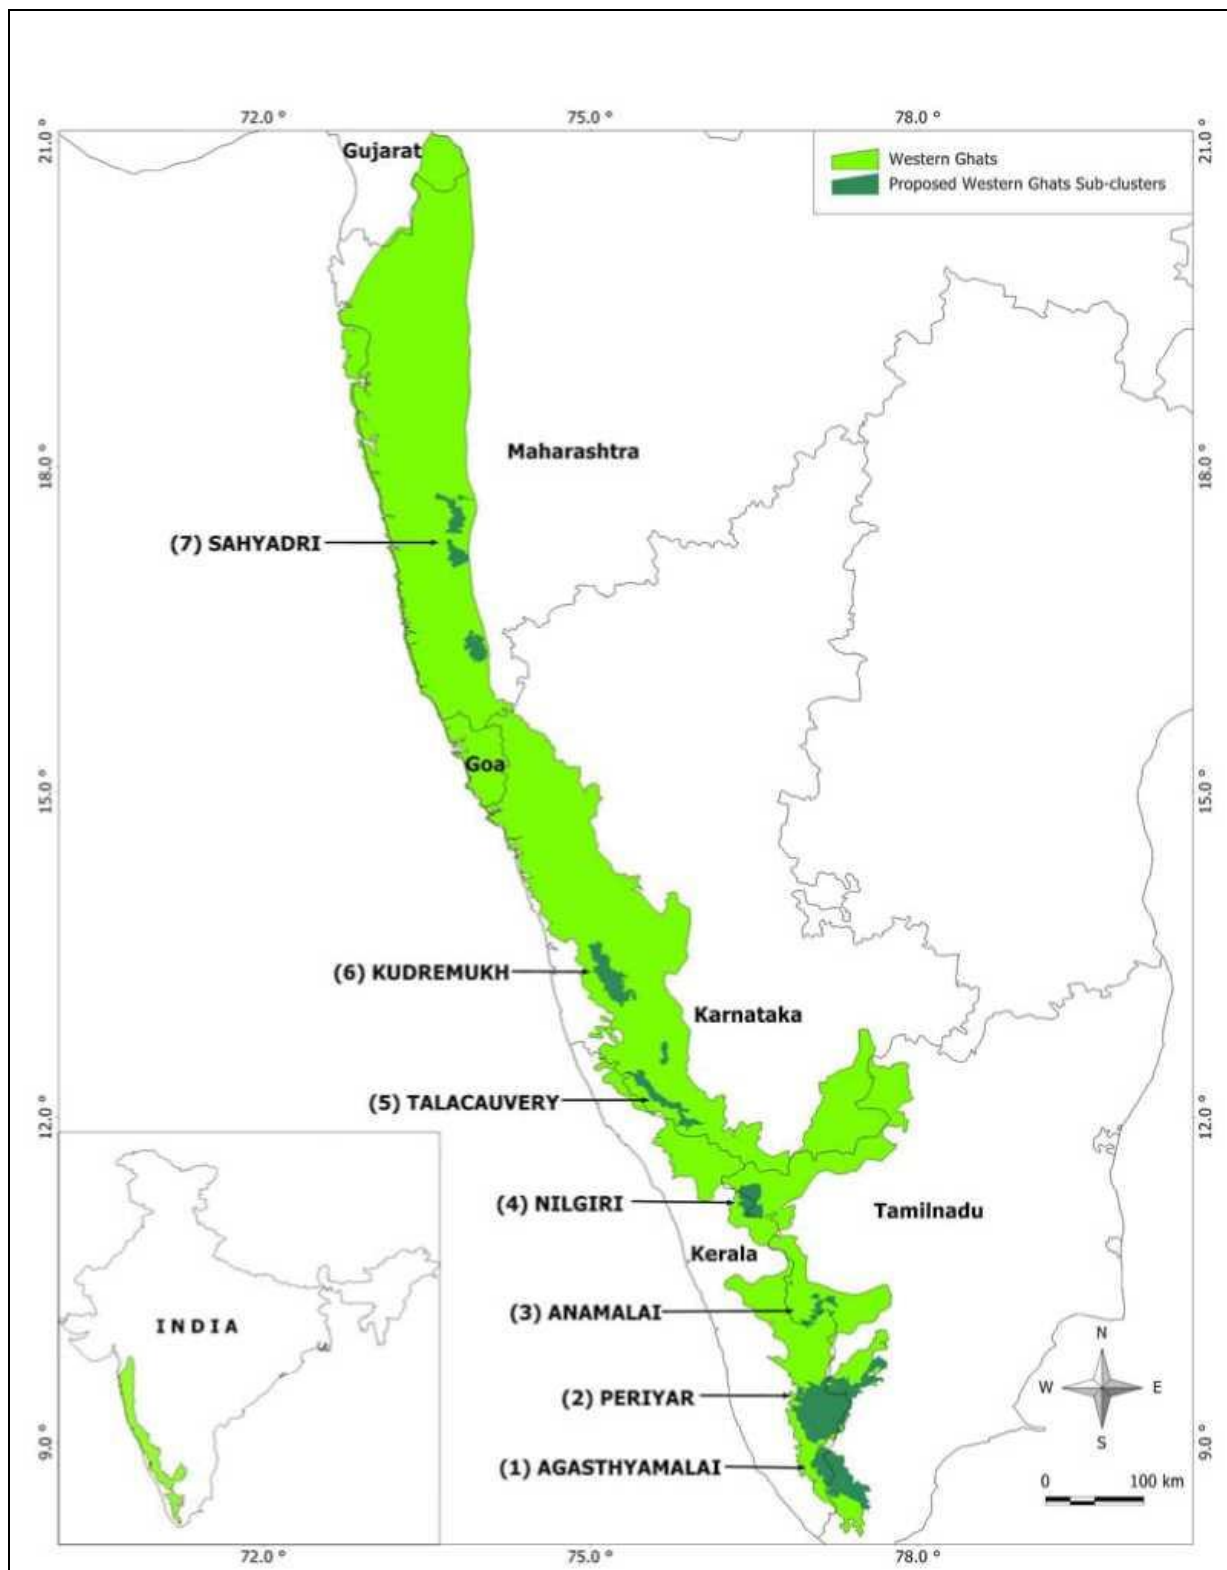 72.0 °
75.0 °
78.0 °
21.0 °
21.0 °
Gujarat
Western Ghats
Proposed Western Ghats Sub-clusters
Maharashtra
18.0 °
18.0 °
(7) SAHYADRI
Goa
15.0 °
15.0 °
(6) KUDREMUKH
Karnataka
(5) TALACAUVERY
12.0 °
12.0 °
(4) NILGIRI
Tamilnadu
Kerala
(3) ANAMALAI
INDIA
N
W
E
S
(2) PERIYAR
9.0 °
9.0 °
(1) AGASTHYAMALAI
0
100 km
72.0 °
75.0 °
78.0 °